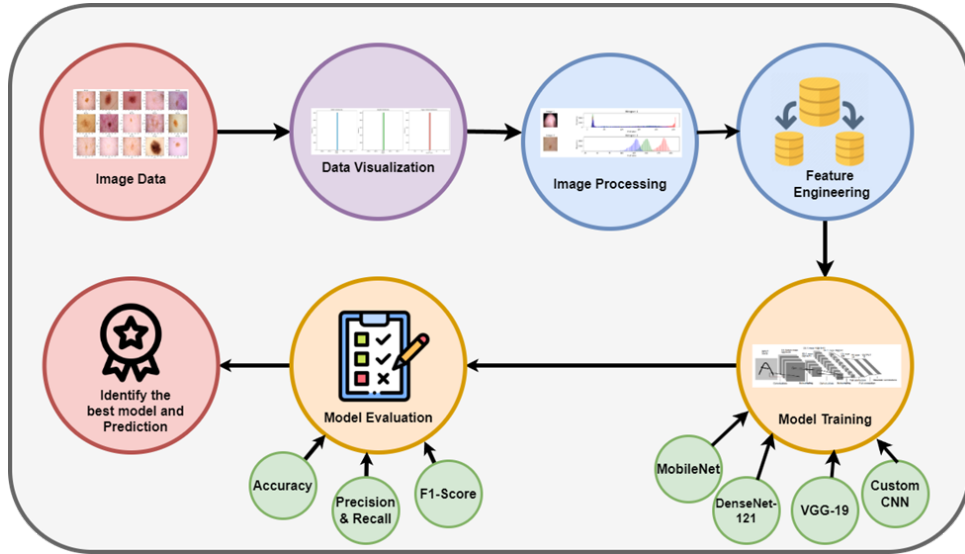 Image Data
Data Visualization
Image Processing
Feature
Engineering
Identify the
best model and
Prediction
Model Evaluation
Model Training
Accuracy
Precision
& Recall
F1-Score
MobileNet
DenseNet-
121
VGG-19
Custom
CNN